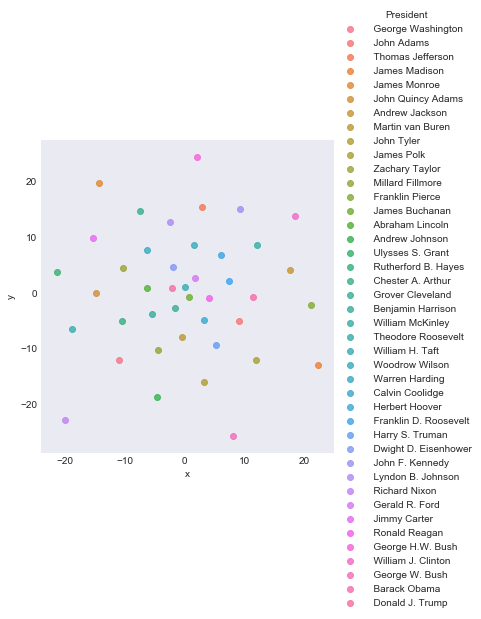 President
George Washington
John Adams
Thomas Jefferson
James Madison
James Monroe
John Quincy Adams
Andrew Jackson
Martin van Buren
John Tyler
James Polk
Zachary Taylor
Millard Fillmore
Franklin Pierce
James Buchanan
Abraham Lincoln
Andrew Johnson
Ulysses S. Grant
Rutherford B. Hayes
Chester A. Arthur
Grover Cleveland
Benjamin Harrison
William McKinley
Theodore Roosevelt
William H. Taft
Woodrow Wilson
Warren Harding
Calvin Coolidge
Herbert Hoover
Franklin D. Roosevelt
Harry S. Truman
Dwight D. Eisenhower
John F. Kennedy
Lyndon B. Johnson
Richard Nixon
Gerald R. Ford
Jimmy Carter
Ronald Reagan
George H.W. Bush
William J. Clinton
George W. Bush
Barack Obama
Donald J. Trump
20
10
0
−10
−20
y
−20 −10 0 10 20
x